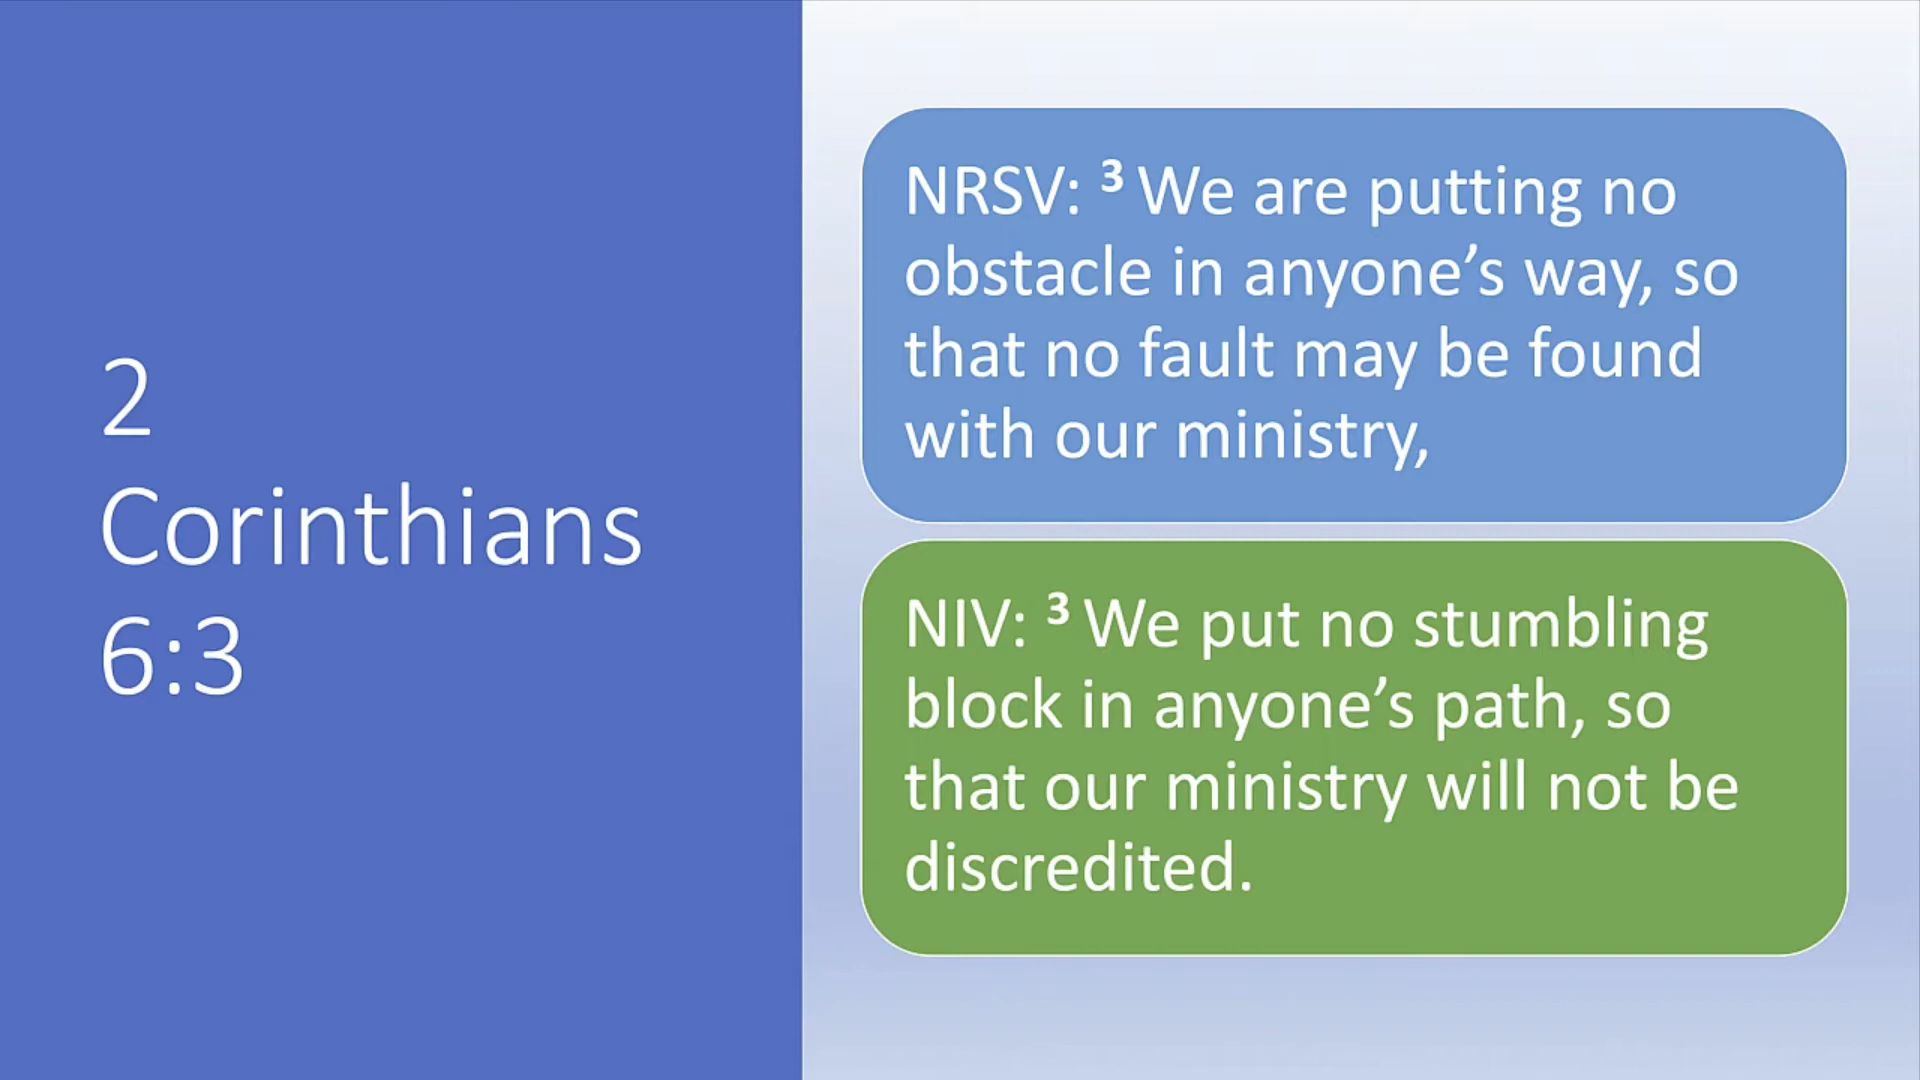 2
Corinthians
6:3
NRSV: ³ We are putting no
obstacle in anyone’s way, so
that no fault may be found
with our ministry,
NIV: ³ We put no stumbling
block in anyone’s path, so
that our ministry will not be
discredited.